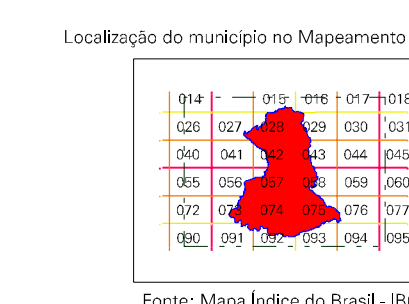 Localização do município no Mapeamento
014 015 016 017 018
026 027 028 029 030 031
040 041 042 043 044 045
055 056 057 058 059 060
072 073 074 075 076 077
090 091 092 093 094 095
Fonte: Mapa Índice do Brasil - IB